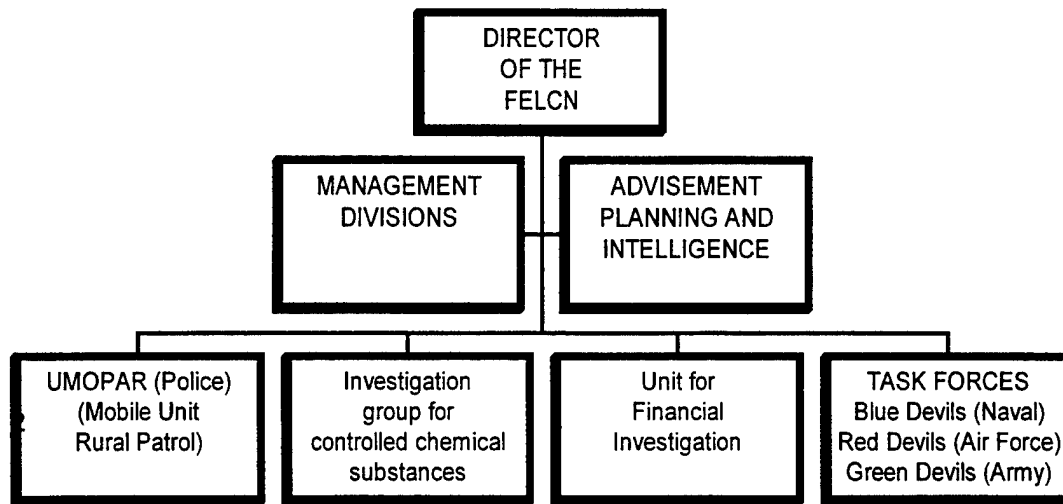 DIRECTOR
OF THE
FELCN
MANAGEMENT
DIVISIONS
ADVISEMENT
PLANNING AND
INTELLIGENCE
UMOPAR (Police)
(Mobile Unit
Rural Patrol)
Investigation
group for
controlled chemical
substances
Unit for
Financial
Investigation
TASK FORCES
Blue Devils (Naval)
Red Devils (Air Force)
Green Devils (Army)